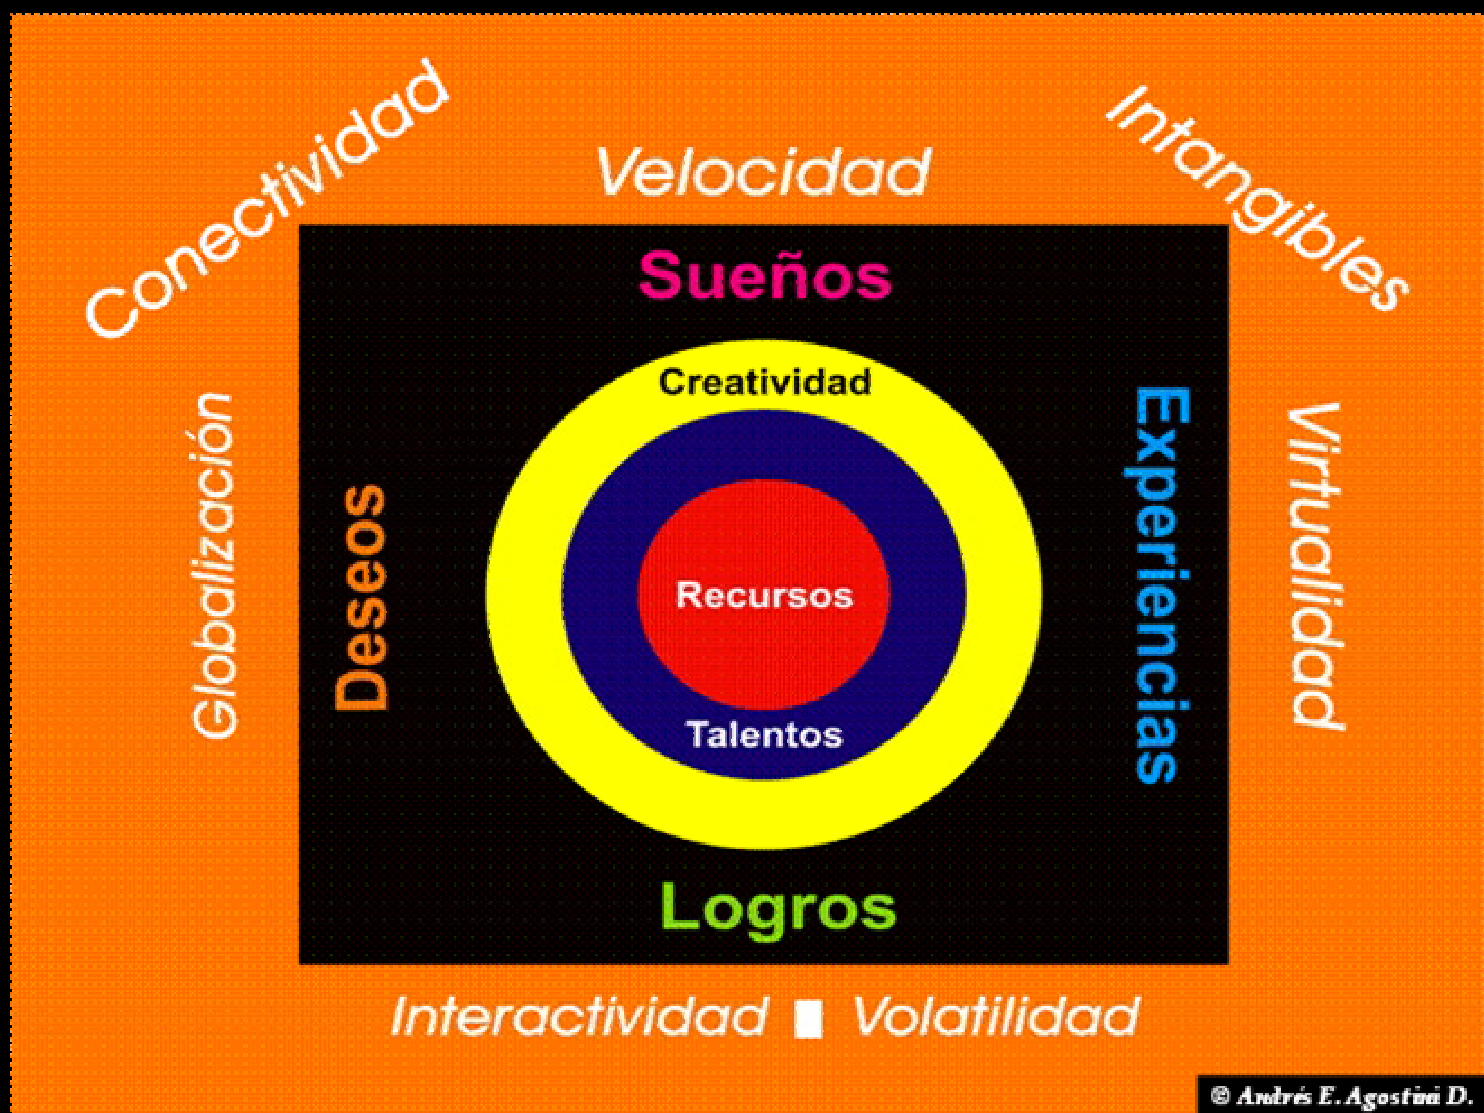 Conectividad
Velocidad
Intangibles
Globalización
Sueños
Creatividad
Deseos
Recursos
Experiencias
Virtualidad
Talentos
Logros
Interactividad ■ Volatilidad
© Andrés E. Agostini D.